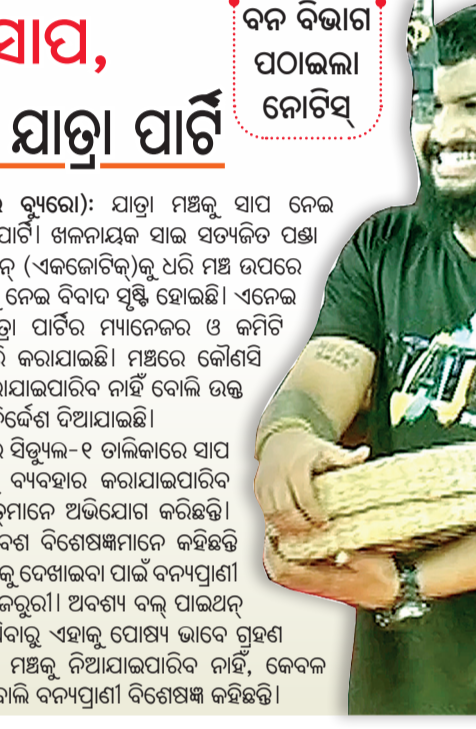 ସାପ,
ଯାତ୍ରା ପାର୍ଟି
ବନ ବିଭାଗ
ପଠାଇଲା
ନୋଟିସ୍
ବ୍ୟୁରୋ): ଯାତ୍ରା ମଞ୍ଚକୁ ସାପ ନେଇ
ପାର୍ଟି। ଖଳନାୟକ ସାଇ ସତ୍ୟଜିତ ପଣ୍ଡା
(ଏକଜୋଟିକ୍)କୁ ଧରି ମଞ୍ଚ ଉପରେ
ନେଇ ବିବାଦ ସୃଷ୍ଟି ହୋଇଛି। ଏନେଇ
ପାର୍ଟିର ମ୍ୟାନେଜର ଓ କମିଟି
କରାଯାଇଛି। ମଞ୍ଚରେ କୌଣସି
ନାହିଁ ବୋଲି ଉକ୍ତ
ଦିଆଯାଇଛି।
ସିଡ୍ୟୁଲ-୧ ତାଲିକାରେ ସାପ
ବ୍ୟବହାର କରାଯାଇପାରିବ
ଅଭିଯୋଗ କରିଛନ୍ତି।
ବିଶେଷଜ୍ଞମାନେ କହିଛନ୍ତି
ଦେଖାଇବା ପାଇଁ ବନ୍ୟପ୍ରାଣୀ
ଜରୁରୀ। ଅବଶ୍ୟ ବଲ୍ ପାଇଥନ୍
ଏହାକୁ ପୋଷ୍ୟ ଭାବେ ଗ୍ରହଣ
ମଞ୍ଚକୁ ନିଆଯାଇପାରିବ ନାହିଁ, କେବଳ
ବୋଲି ବନ୍ୟପ୍ରାଣୀ ବିଶେଷଜ୍ଞ କହିଛନ୍ତି।